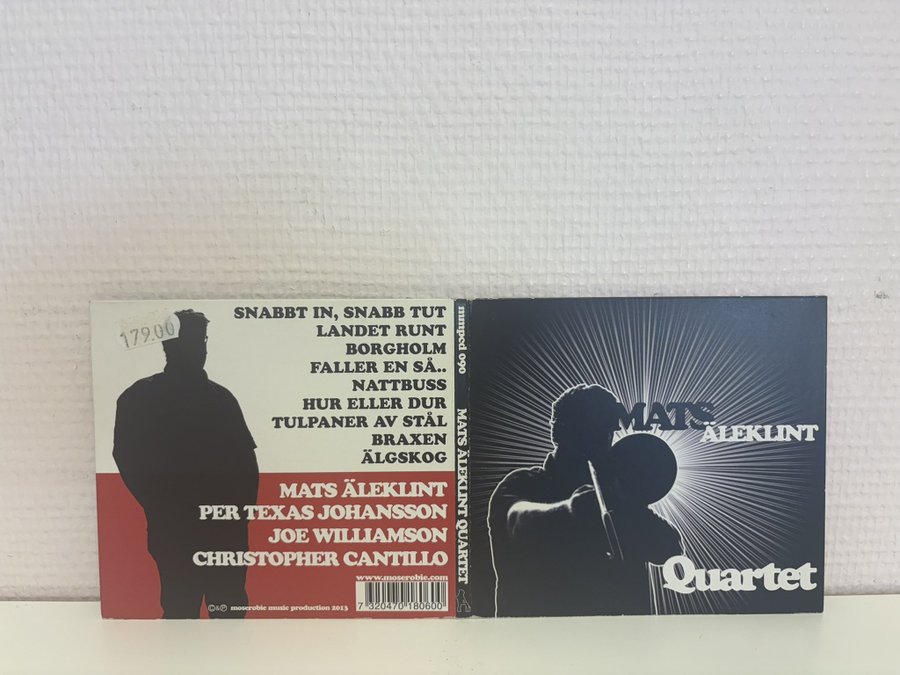 179.00
SNABBT IN, SNABB TUT
LANDET RUNT
BORGHOLM
FALLER EN SÅ..
NATTBUSS
HUR ELLER DUR
TULPANER AV STÅL
BRAXEN
ÄLGSKOG
MATS ÄLEKLINT
PER TEXAS JOHANSSON
JOE WILLIAMSON
CHRISTOPHER CANTILLO
www.moserobie.com
7 320470 180600
©&℗ moserobie music production 2013
mmpcd 090
MATS ÄLEKLINT QUARTET
MATS
ÄLEKLINT
Quartet